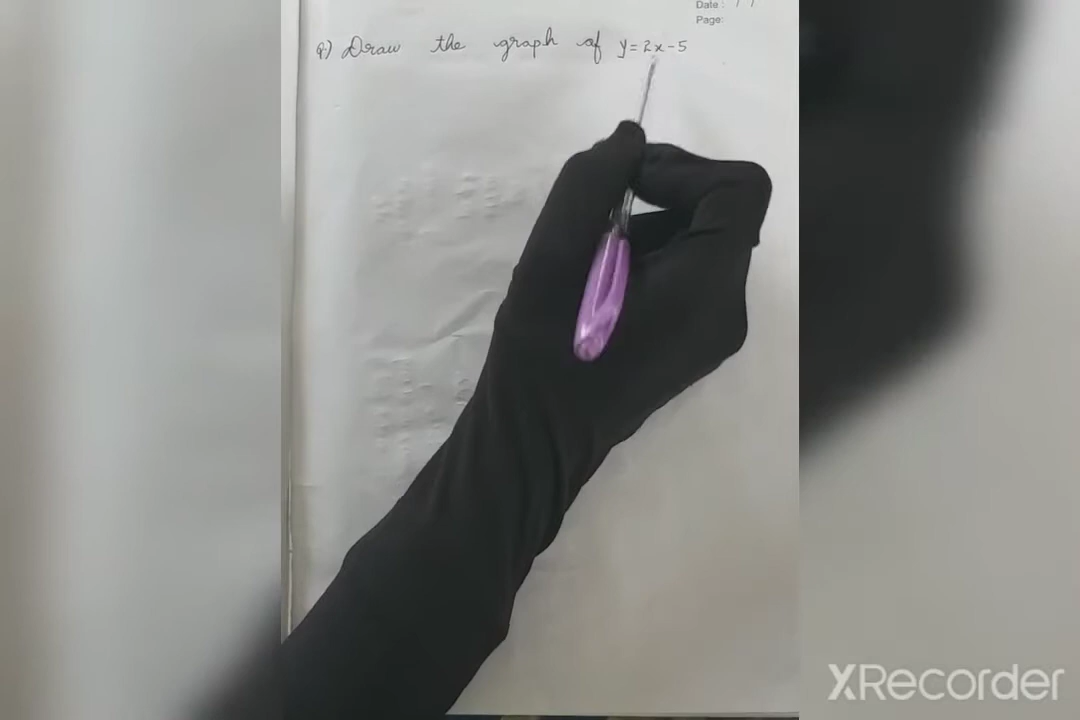 Date : / /
Page:
Q) Draw the graph of y = 2x - 5
XRecorder